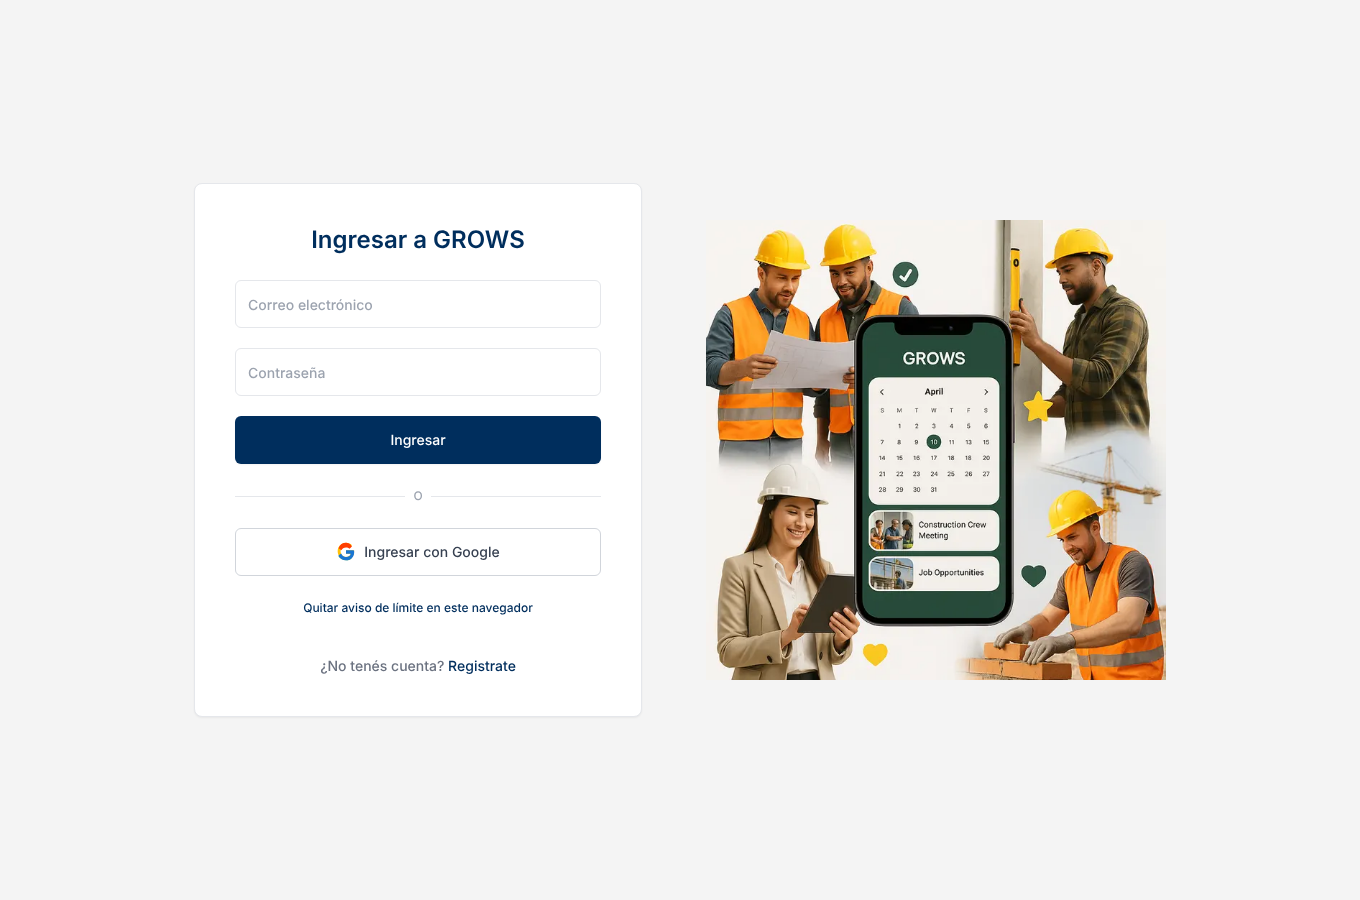 Ingresar a GROWS
Correo electrónico
Contraseña
Ingresar
O
Ingresar con Google
Quitar aviso de límite en este navegador
¿No tenés cuenta? Registrate
GROWS
April
S M T W T F S
1 2 3 4 5 6
7 8 9 10 11 13 15
14 15 16 17 18 18 20
21 22 23 24 25 26 27
28 29 30 31
Construction Crew
Meeting
Job Opportunities